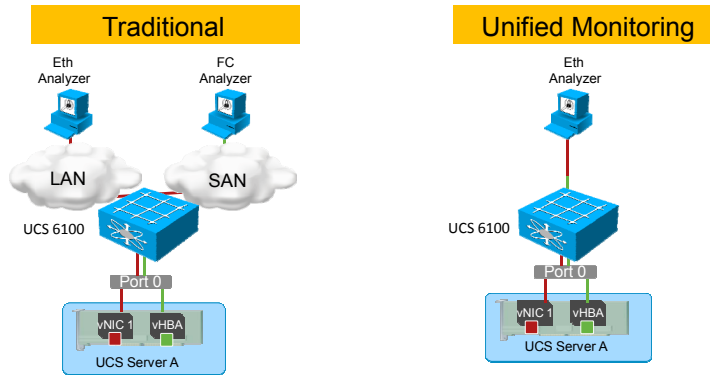 Traditional
Eth
Analyzer
FC
Analyzer
LAN
SAN
UCS 6100
Port 0
vNIC 1
vHBA
UCS Server A
Unified Monitoring
Eth
Analyzer
UCS 6100
Port 0
vNIC 1
vHBA
UCS Server A